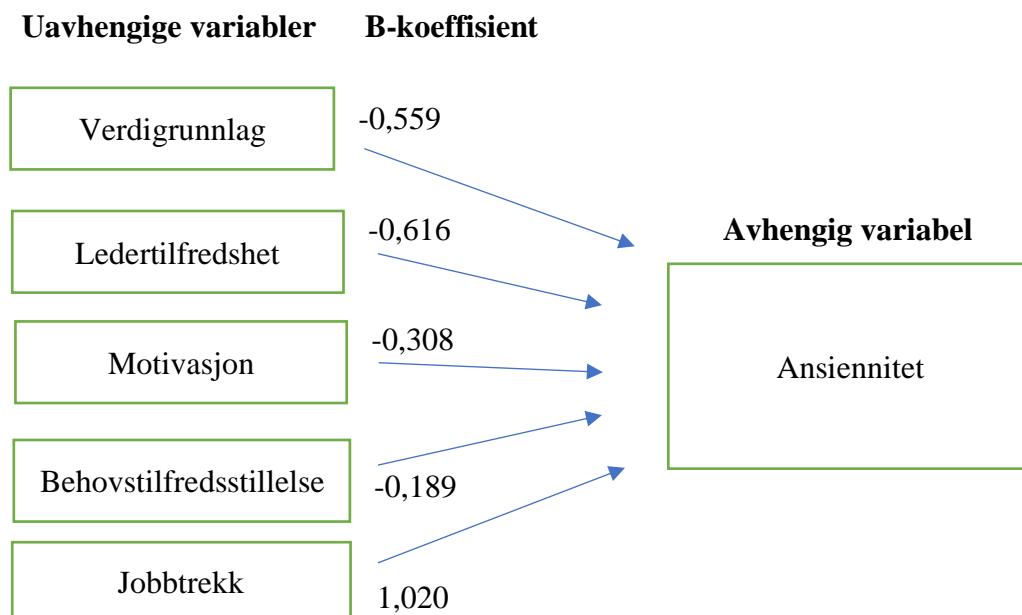 Uavhengige variabler B-koeffisient
Verdigrunnlag
-0,559
Ledertilfredshet
-0,616
Motivasjon
-0,308
Behovstilfredsstillelse
-0,189
Jobbtrekk
1,020
Avhengig variabel
Ansiennitet